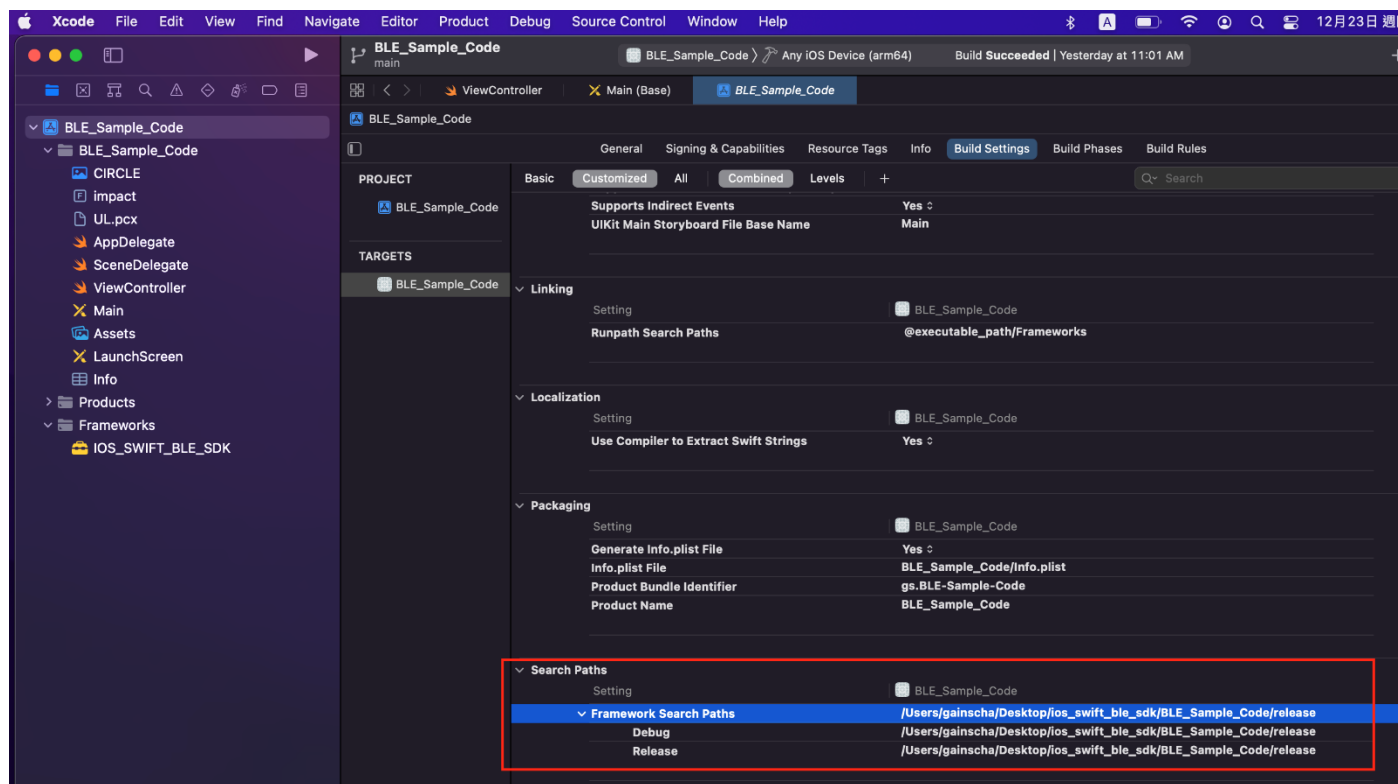 Xcode File Edit View Find Navigate Editor Product Debug Source Control Window Help A 12月23日
BLE_Sample_Code
main
BLE_Sample_Code 〉 Any iOS Device (arm64) Build Succeeded | Yesterday at 11:01 AM
ViewController Main (Base) BLE_Sample_Code
BLE_Sample_Code
General Signing & Capabilities Resource Tags Info Build Settings Build Phases Build Rules
Basic Customized All Combined Levels + Search
BLE_Sample_Code
BLE_Sample_Code
CIRCLE
impact
UL.pcx
AppDelegate
SceneDelegate
ViewController
Main
Assets
LaunchScreen
Info
Products
Frameworks
IOS_SWIFT_BLE_SDK
PROJECT
BLE_Sample_Code
TARGETS
BLE_Sample_Code
Supports Indirect Events Yes
UIKit Main Storyboard File Base Name Main
Linking
Setting BLE_Sample_Code
Runpath Search Paths @executable_path/Frameworks
Localization
Setting BLE_Sample_Code
Use Compiler to Extract Swift Strings Yes
Packaging
Setting BLE_Sample_Code
Generate Info.plist File Yes
Info.plist File BLE_Sample_Code/Info.plist
Product Bundle Identifier gs.BLE-Sample-Code
Product Name BLE_Sample_Code
Search Paths
Setting BLE_Sample_Code
Framework Search Paths /Users/gainscha/Desktop/ios_swift_ble_sdk/BLE_Sample_Code/release
Debug /Users/gainscha/Desktop/ios_swift_ble_sdk/BLE_Sample_Code/release
Release /Users/gainscha/Desktop/ios_swift_ble_sdk/BLE_Sample_Code/release